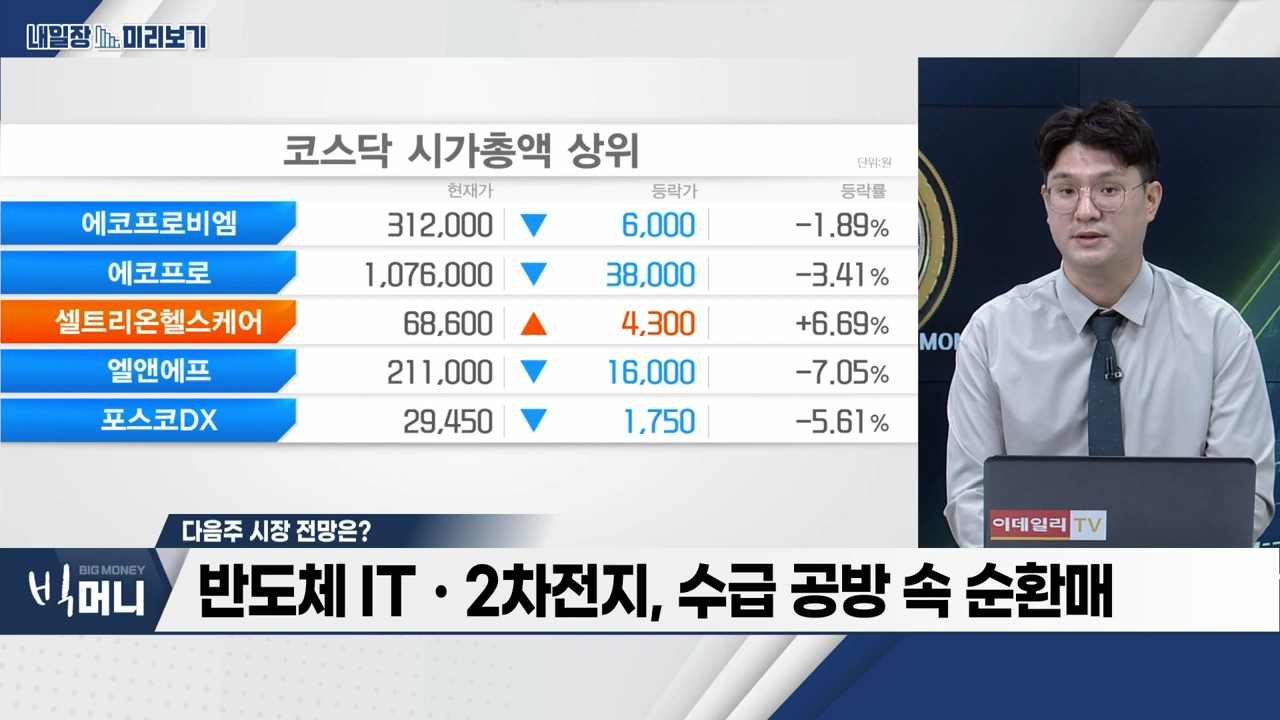 내일장 미리보기
코스닥 시가총액 상위
단위:원
현재가 등락가 등락률
에코프로비엠 312,000 ▼ 6,000 -1.89%
에코프로 1,076,000 ▼ 38,000 -3.41%
셀트리온헬스케어 68,600 ▲ 4,300 +6.69%
엘앤에프 211,000 ▼ 16,000 -7.05%
포스코DX 29,450 ▼ 1,750 -5.61%
MON
이데일리TV
다음주 시장 전망은?
BIG MONEY
빅머니
반도체 IT·2차전지, 수급 공방 속 순환매